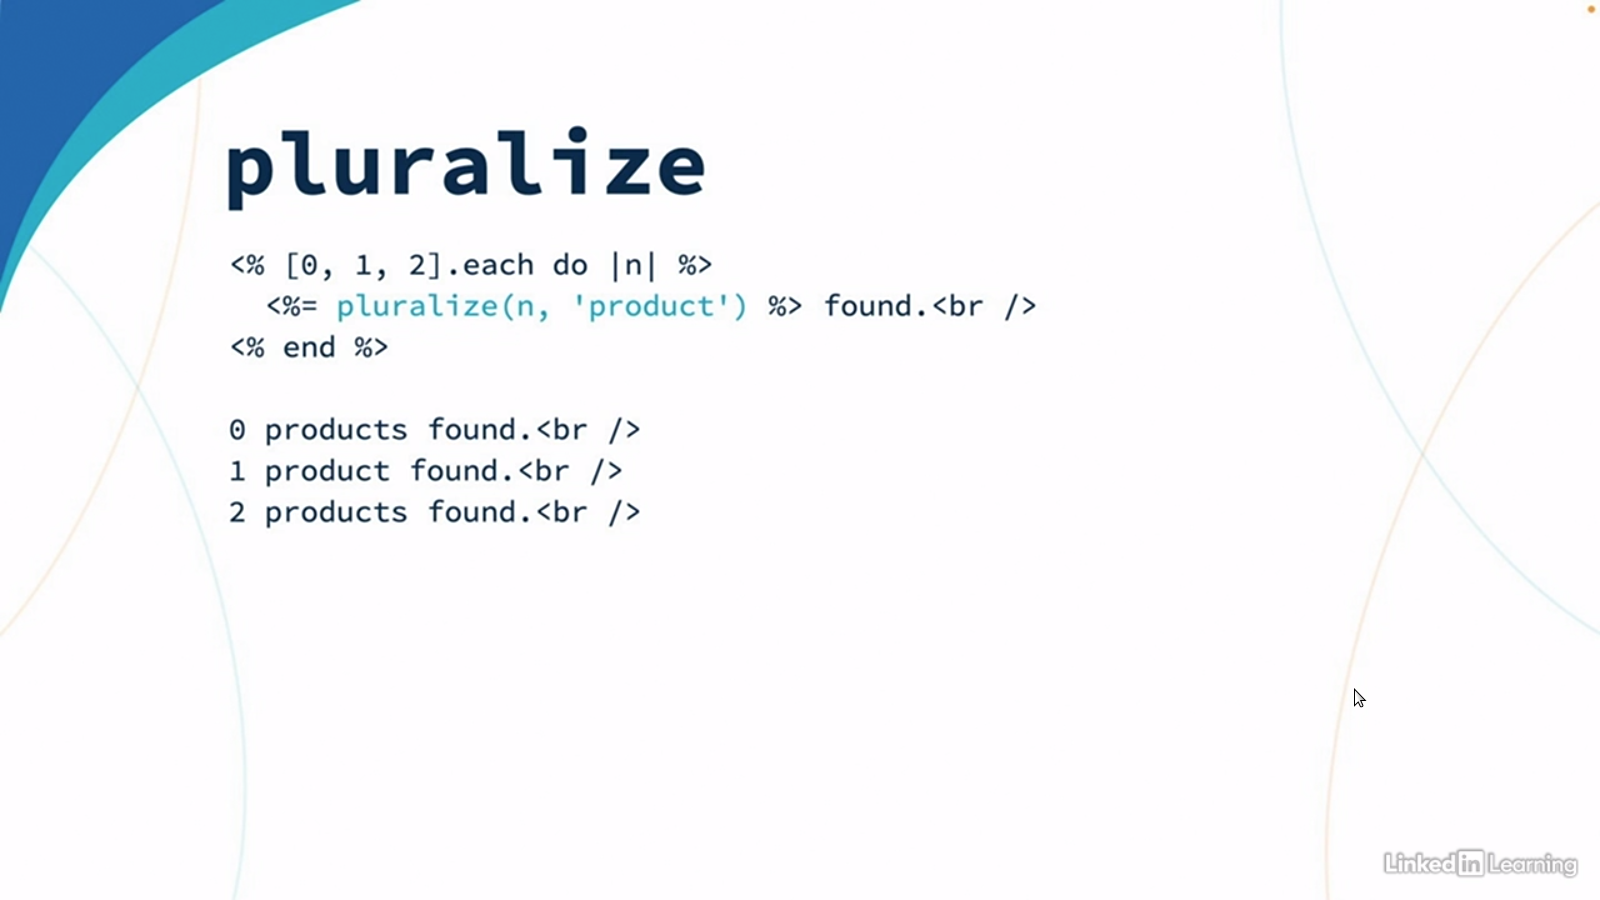 pluralize
<% [0, 1, 2].each do |n| %>
  <%= pluralize(n, 'product') %> found.<br />
<% end %>
0 products found.<br />
1 product found.<br />
2 products found.<br />
Linked in Learning